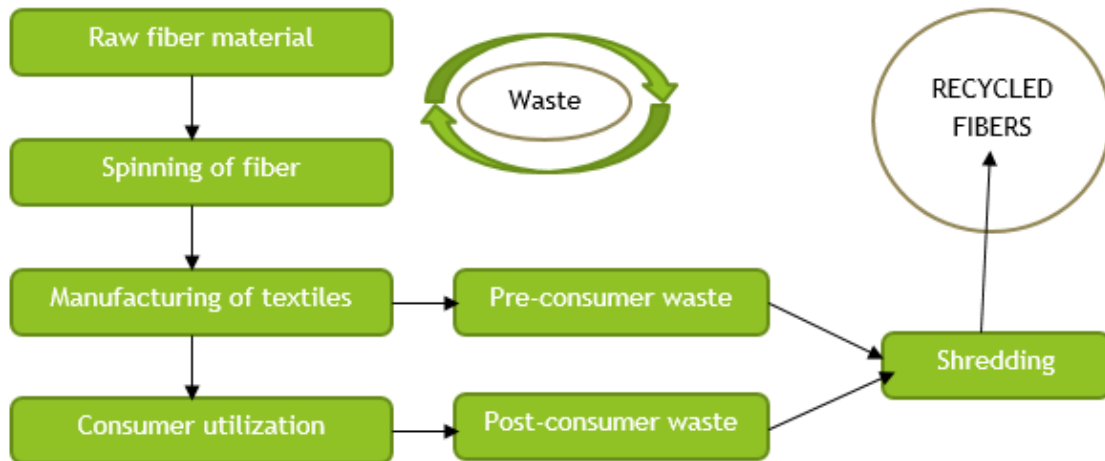 Raw fiber material
Waste
RECYCLED
FIBERS
Spinning of fiber
Manufacturing of textiles
Pre-consumer waste
Shredding
Consumer utilization
Post-consumer waste